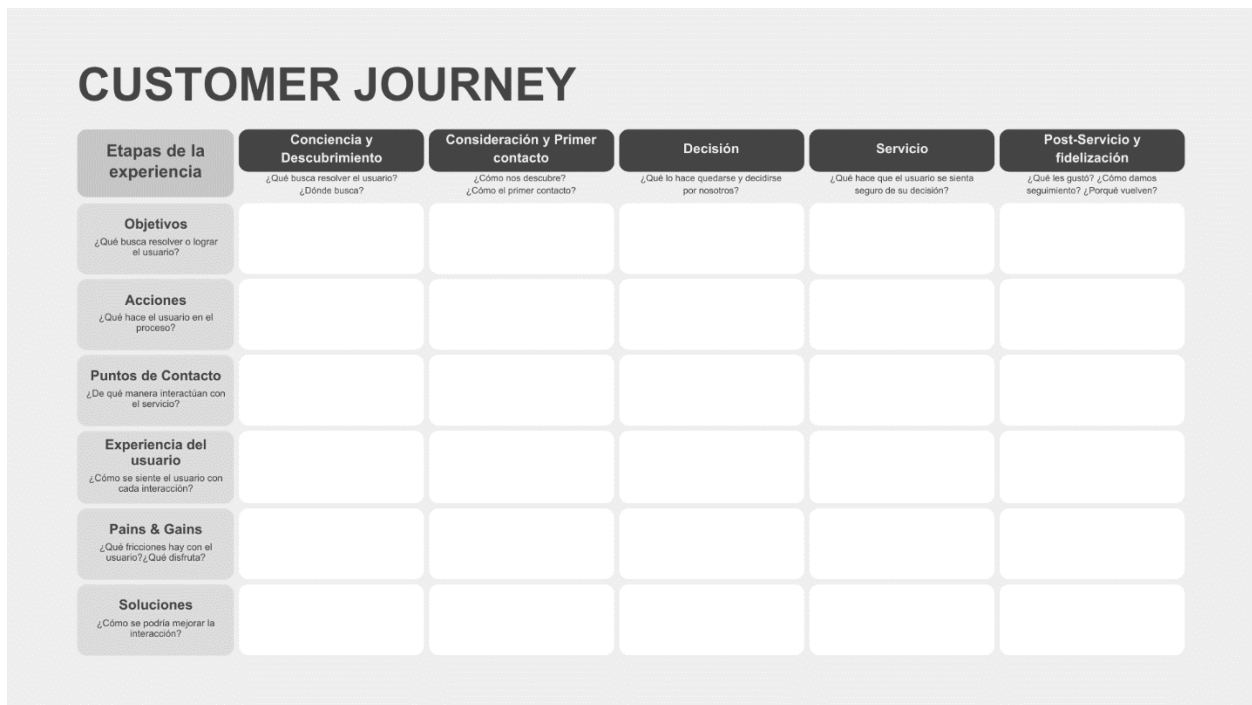 CUSTOMER JOURNEY
Etapas de la
experiencia
Conciencia y
Descubrimiento
¿Qué busca resolver el usuario?
¿Dónde busca?
Consideración y Primer
contacto
¿Cómo nos descubre?
¿Cómo el primer contacto?
Decisión
¿Qué lo hace quedarse y decidirse
por nosotros?
Servicio
¿Qué hace que el usuario se sienta
seguro de su decisión?
Post-Servicio y
fidelización
¿Qué les gustó? ¿Cómo damos
seguimiento? ¿Porqué vuelven?
Objetivos
¿Qué busca resolver o lograr
el usuario?
Acciones
¿Qué hace el usuario en el
proceso?
Puntos de Contacto
¿De qué manera interactúan con
el servicio?
Experiencia del
usuario
¿Cómo se siente el usuario con
cada interacción?
Pains & Gains
¿Qué fricciones hay con el
usuario?¿Qué disfruta?
Soluciones
¿Cómo se podría mejorar la
interacción?